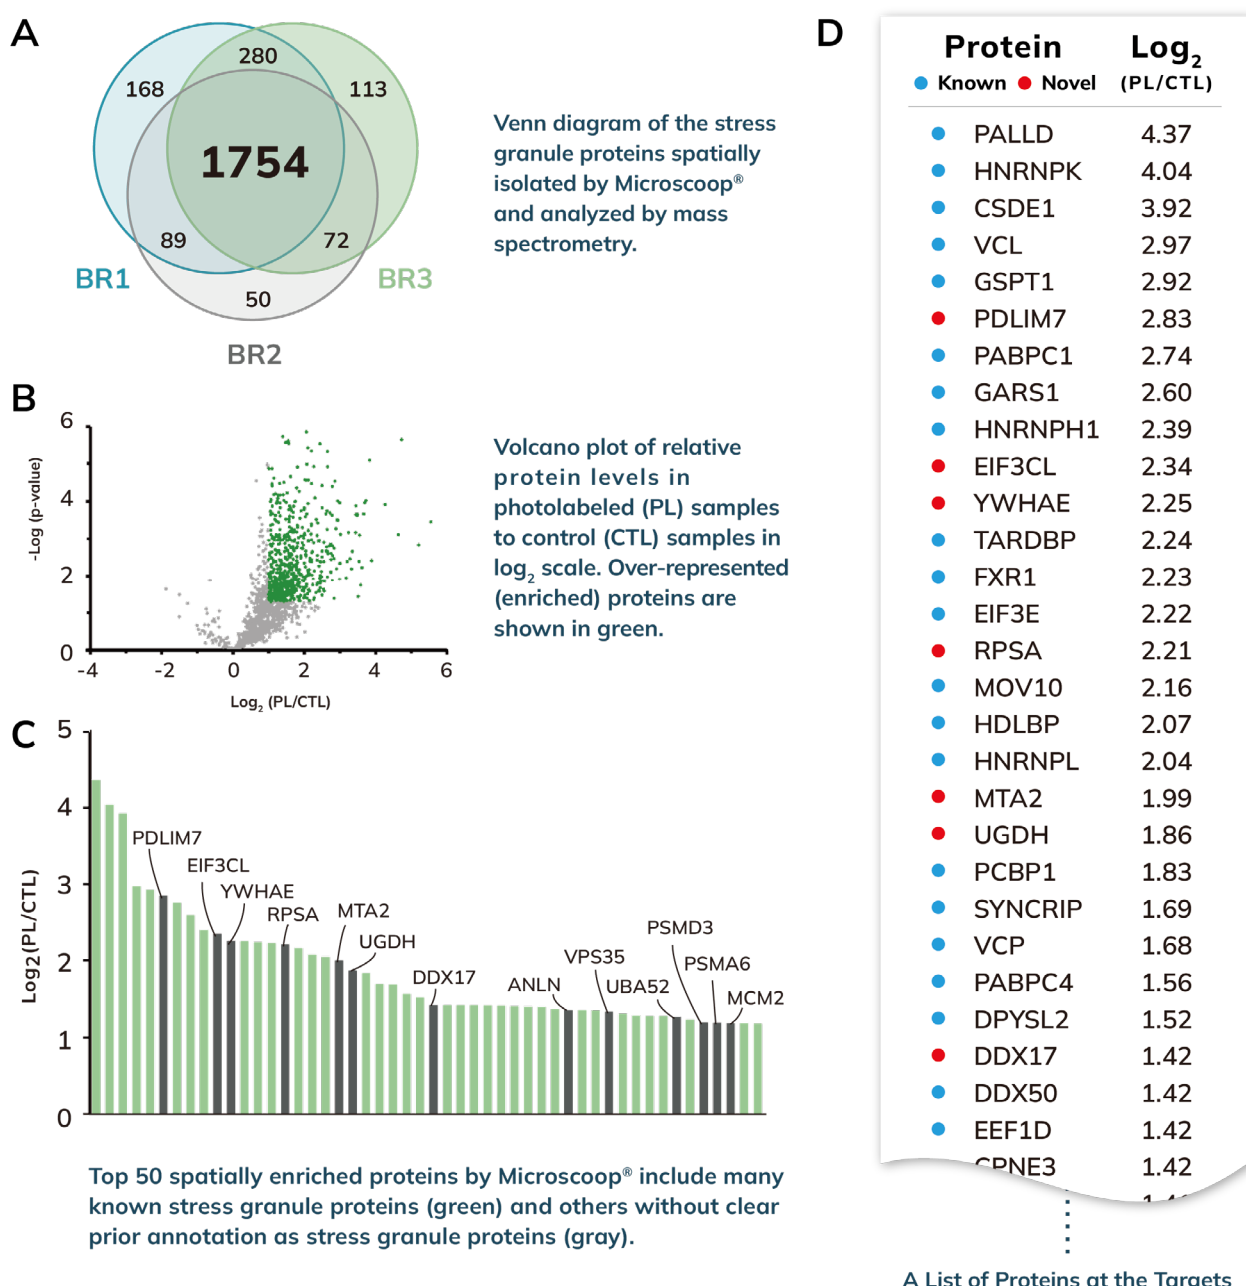 A
280
168
113
1754
89
72
BR1
BR3
50
BR2
Venn diagram of the stress
granule proteins spatially
isolated by Microscoop®
and analyzed by mass
spectrometry.
B
6
4
2
0
-Log (p-value)
-4 -2 0 2 4 6
Log2 (PL/CTL)
Volcano plot of relative
protein levels in
photolabeled (PL) samples
to control (CTL) samples in
log2 scale. Over-represented
(enriched) proteins are
shown in green.
C
5
4
3
2
1
0
Log2(PL/CTL)
PDLIM7
EIF3CL
YWHAE
RPSA
MTA2
UGDH
DDX17
ANLN
VPS35
UBA52
PSMD3
PSMA6
MCM2
Top 50 spatially enriched proteins by Microscoop® include many
known stress granule proteins (green) and others without clear
prior annotation as stress granule proteins (gray).
D
Protein Log2
Known Novel (PL/CTL)
PALLD 4.37
HNRNPK 4.04
CSDE1 3.92
VCL 2.97
GSPT1 2.92
PDLIM7 2.83
PABPC1 2.74
GARS1 2.60
HNRNPH1 2.39
EIF3CL 2.34
YWHAE 2.25
TARDBP 2.24
FXR1 2.23
EIF3E 2.22
RPSA 2.21
MOV10 2.16
HDLBP 2.07
HNRNPL 2.04
MTA2 1.99
UGDH 1.86
PCBP1 1.83
SYNCRIP 1.69
VCP 1.68
PABPC4 1.56
DPYSL2 1.52
DDX17 1.42
DDX50 1.42
EEF1D 1.42
CPNE3 1.42
A List of Proteins at the Targets